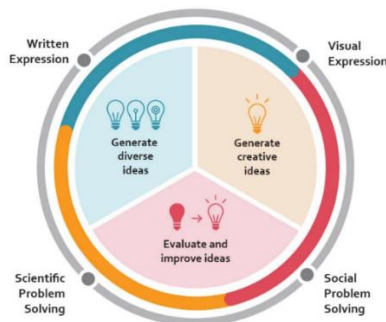 Written
Expression
Visual
Expression
Generate
diverse
ideas
Generate
creative
ideas
Evaluate and
improve ideas
Scientific
Problem
Solving
Social
Problem
Solving